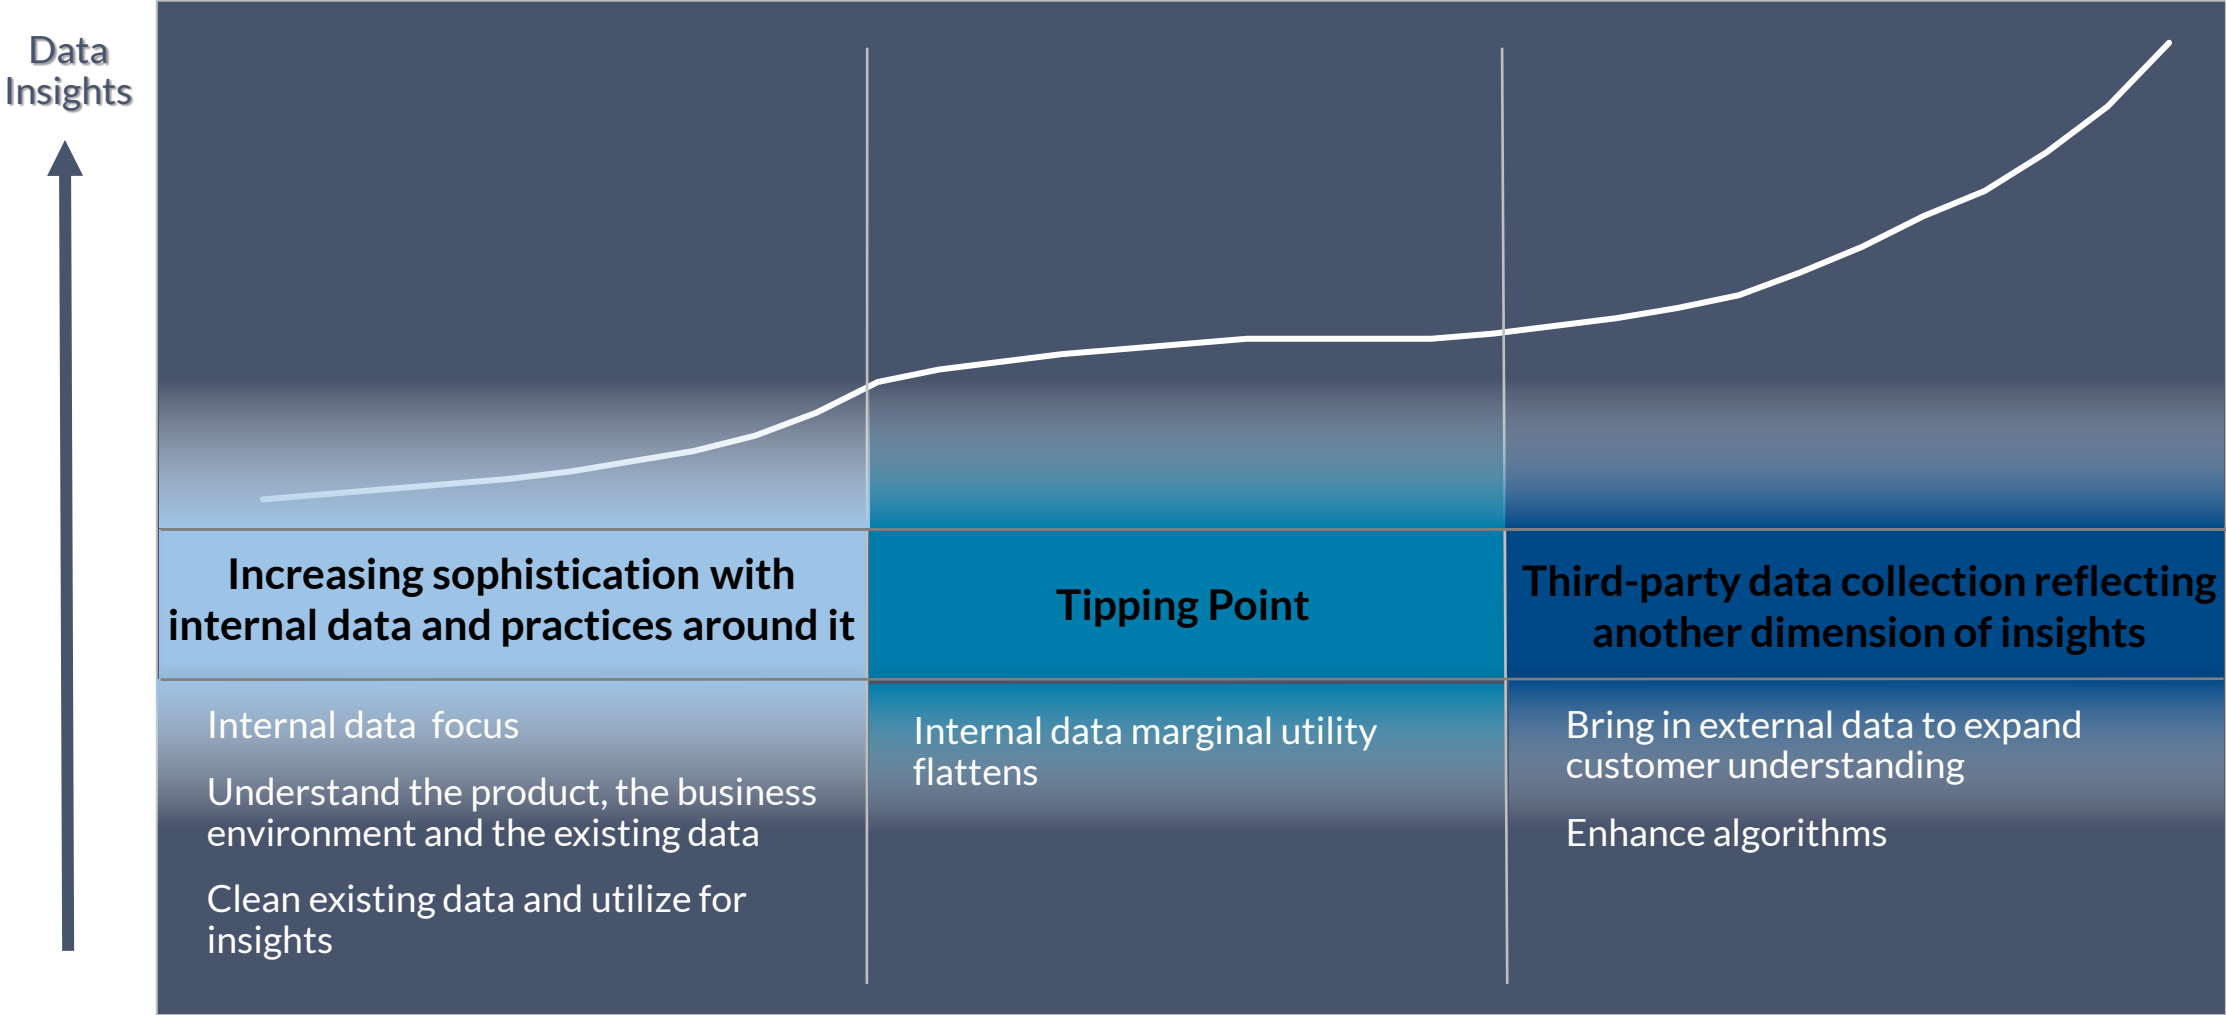 Data
Insights
Increasing sophistication with
internal data and practices around it
Tipping Point
Third-party data collection reflecting
another dimension of insights
Internal data  focus
Understand the product, the business
environment and the existing data
Clean existing data and utilize for
insights
Internal data marginal utility
flattens
Bring in external data to expand
customer understanding
Enhance algorithms